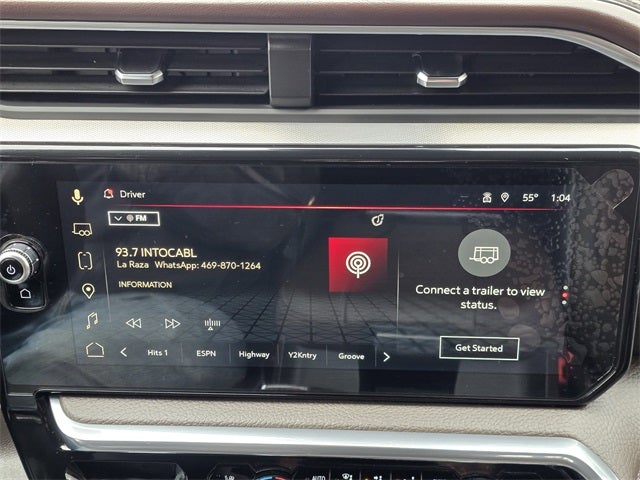 Driver
55° 1:04
FM
93.7 INTOCABL
La Raza WhatsApp: 469-870-1264
INFORMATION
Connect a trailer to view
status.
Get Started
Hits 1 ESPN Highway Y2Kntry Groove
AUTO